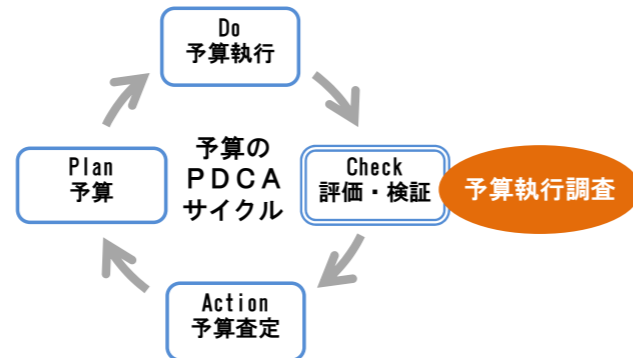 Do
予算執行
予算の
ＰＤＣＡ
サイクル
Plan
予算
Check
評価・検証
予算執行調査
Action
予算査定